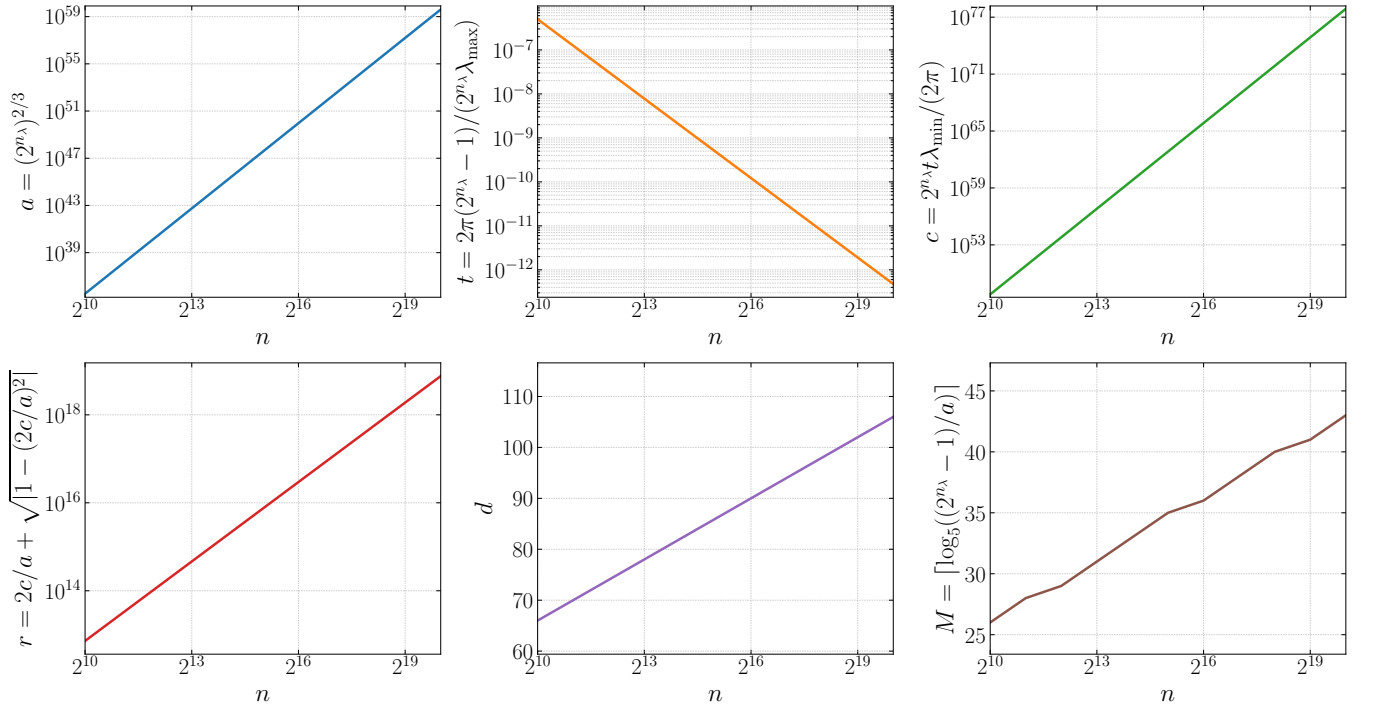 a = (2^{n_λ})^{2/3}
10^{59}
10^{55}
10^{51}
10^{47}
10^{43}
10^{39}
2^{10} 2^{13} 2^{16} 2^{19}
n
t = 2π(2^{n_λ} − 1)/(2^{n_λ}λ_{max})
10^{−7}
10^{−8}
10^{−9}
10^{−10}
10^{−11}
10^{−12}
2^{10} 2^{13} 2^{16} 2^{19}
n
c = 2^{n_λ}tλ_{min}/(2π)
10^{77}
10^{71}
10^{65}
10^{59}
10^{53}
2^{10} 2^{13} 2^{16} 2^{19}
n
r = 2c/a + √|1 − (2c/a)^2|
10^{18}
10^{16}
10^{14}
2^{10} 2^{13} 2^{16} 2^{19}
n
d
110
100
90
80
70
60
2^{10} 2^{13} 2^{16} 2^{19}
n
M = ⌈log_5((2^{n_λ} − 1)/a)⌉
45
40
35
30
25
2^{10} 2^{13} 2^{16} 2^{19}
n